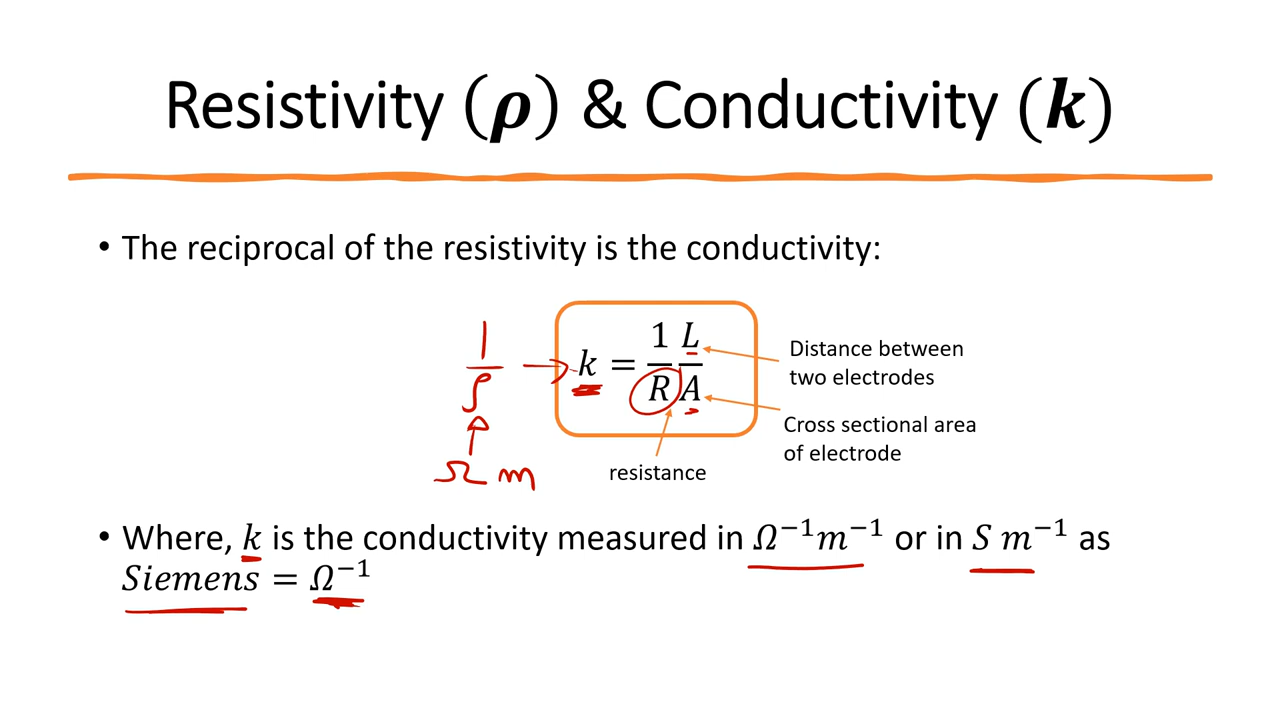 Resistivity (ρ) & Conductivity (k)
• The reciprocal of the resistivity is the conductivity:
1/ρ → k = 1/R L/A
Distance between
two electrodes
Cross sectional area
of electrode
resistance
Ω m
• Where, k is the conductivity measured in Ω⁻¹m⁻¹ or in S m⁻¹ as
Siemens = Ω⁻¹